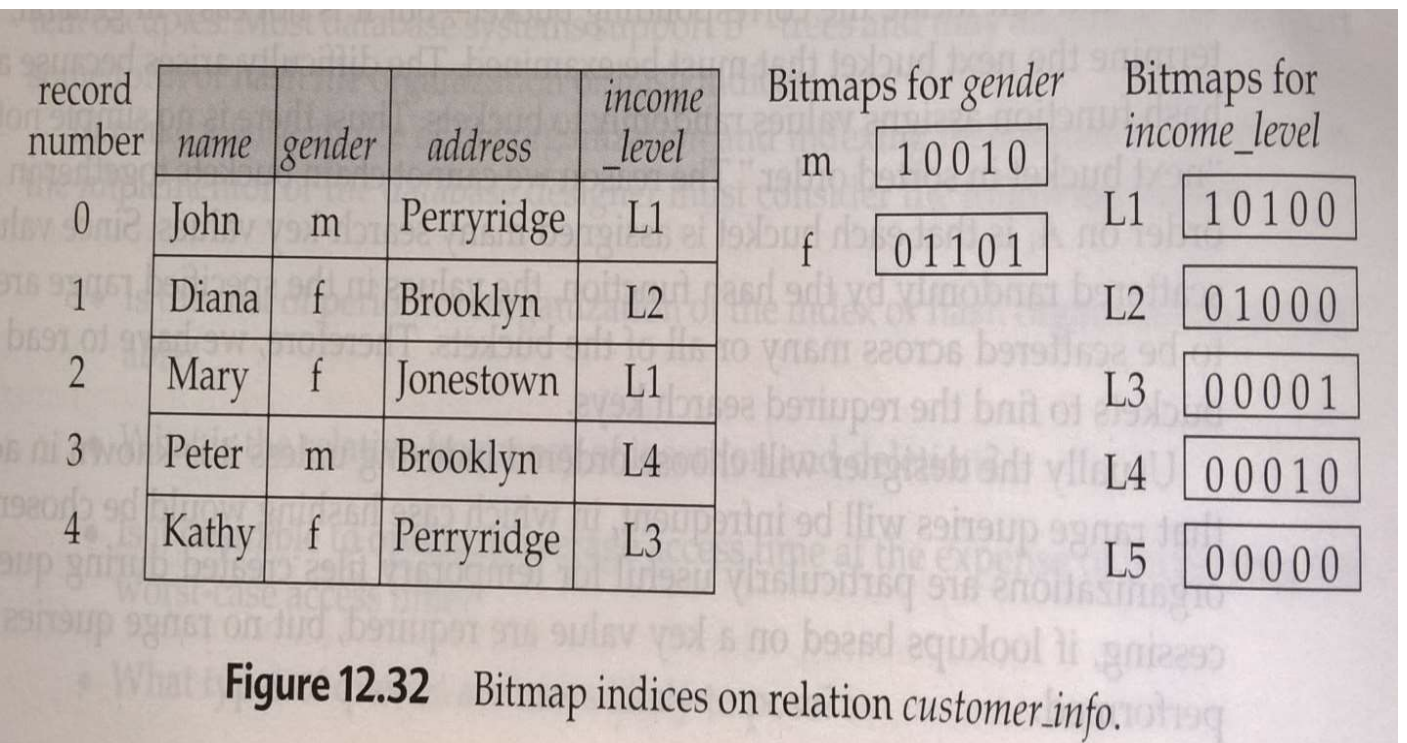 record number name gender address income _level
0 John m Perryridge L1
1 Diana f Brooklyn L2
2 Mary f Jonestown L1
3 Peter m Brooklyn L4
4 Kathy f Perryridge L3
Bitmaps for gender
m 10010
f 01101
Bitmaps for
income_level
L1 10100
L2 01000
L3 00001
L4 00010
L5 00000
Figure 12.32 Bitmap indices on relation customer_info.